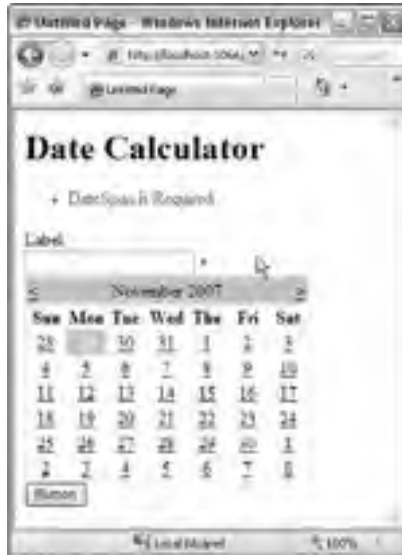 Untitled Page - Windows Internet Explorer
Untitled Page
Date Calculator
• DateSpan is Required
Label
*
< November 2007 >
Sun Mon Tue Wed Thu Fri Sat
28 30 31 1 2 3
4 5 6 7 8 9 10
11 12 13 14 15 16 17
18 19 20 21 22 23 24
25 26 27 28 29 30 1
2 3 4 5 6 7 8
Button
Local intranet 100%